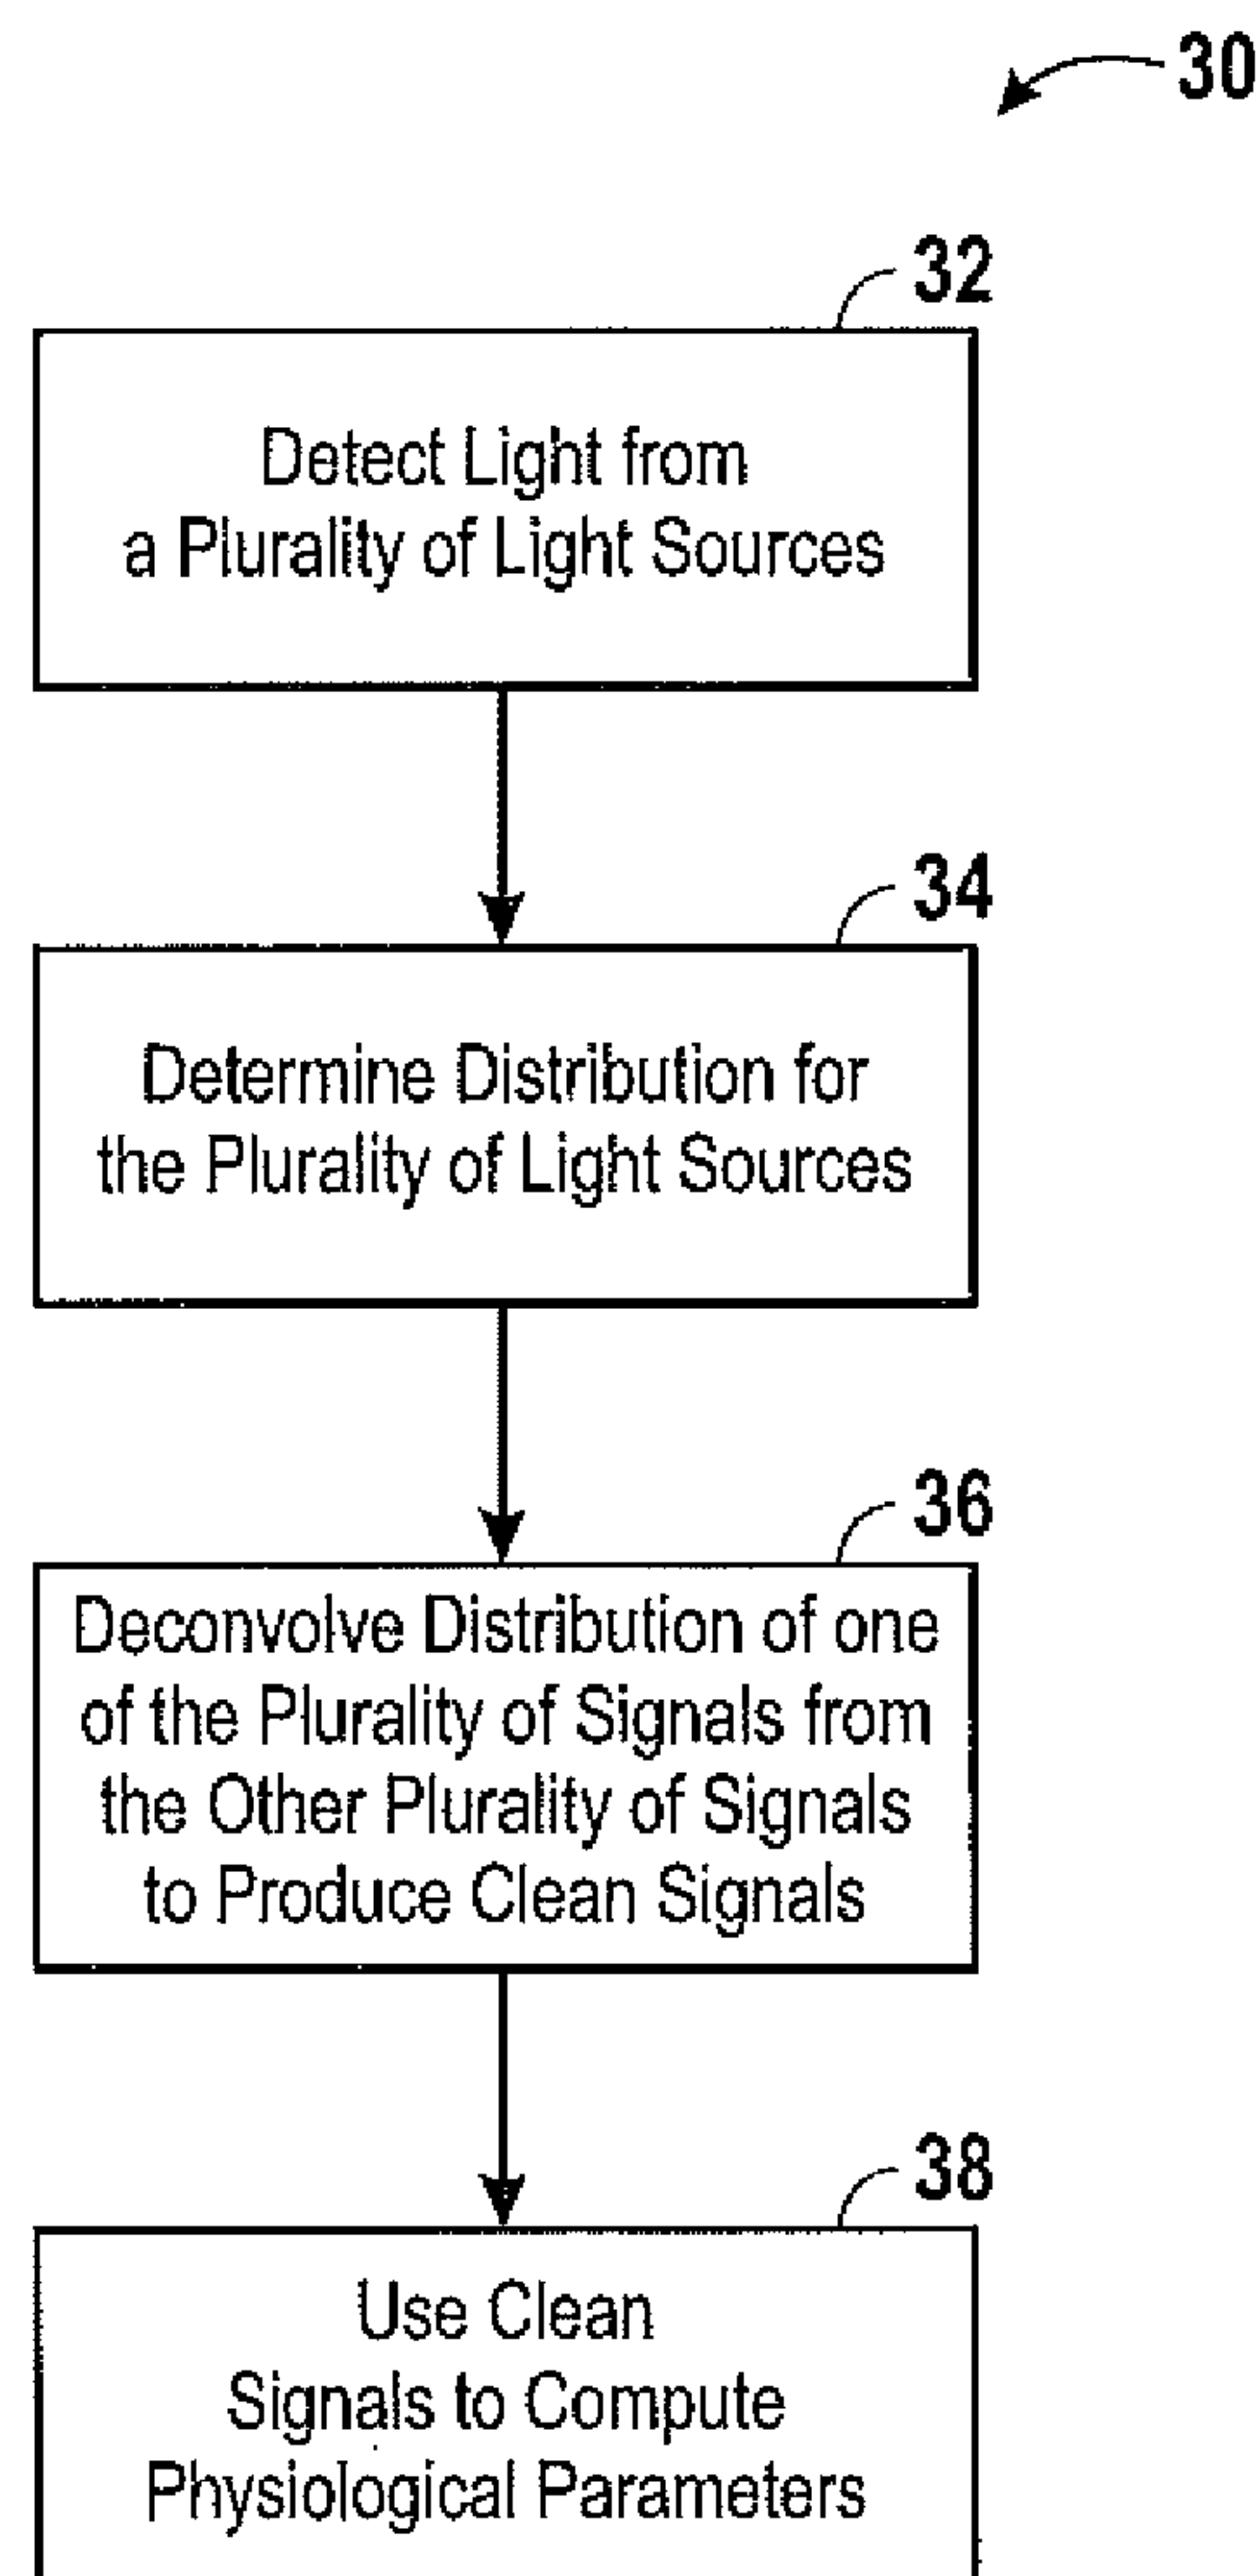 30
32
Detect Light from
a Plurality of Light Sources
34
Determine Distribution for
the Plurality of Light Sources
36
Deconvolve Distribution of one
of the Plurality of Signals from
the Other Plurality of Signals
to Produce Clean Signals
38
Use Clean
Signals to Compute
Physiological Parameters